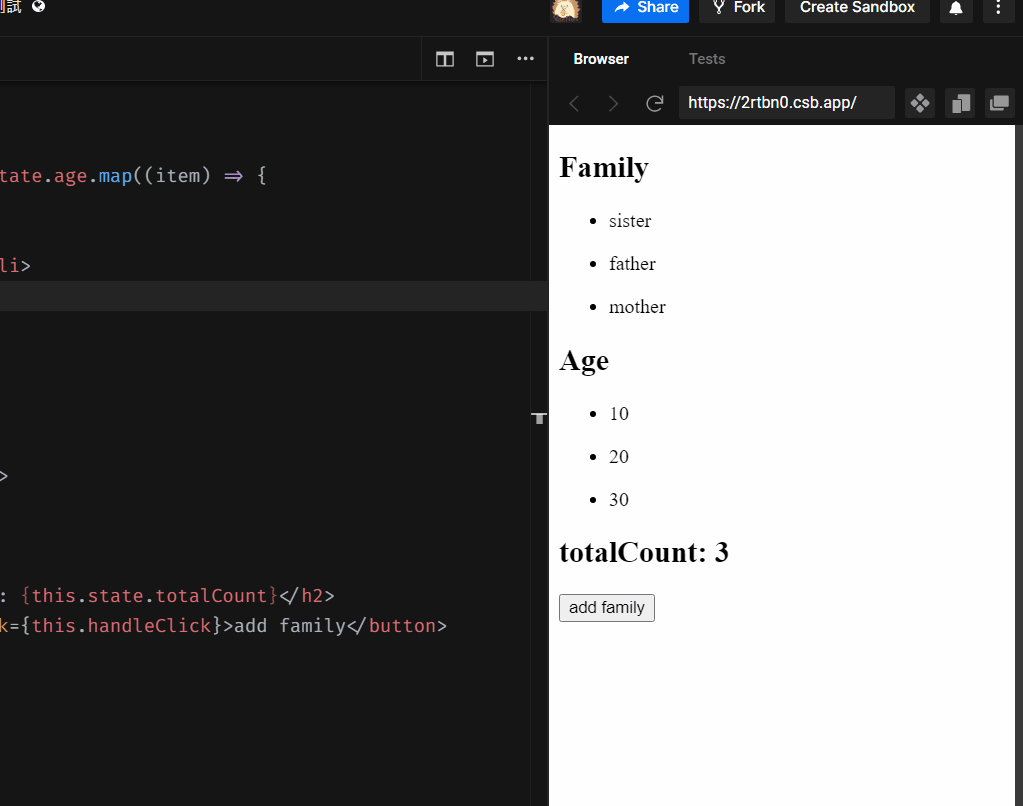 試
Share
Fork
Create Sandbox
Browser
Tests
https://2rtbn0.csb.app/
tate.age.map((item) => {
li>
>
: {this.state.totalCount}</h2>
k={this.handleClick}>add family</button>
Family
• sister
• father
• mother
Age
• 10
• 20
• 30
totalCount: 3
add family